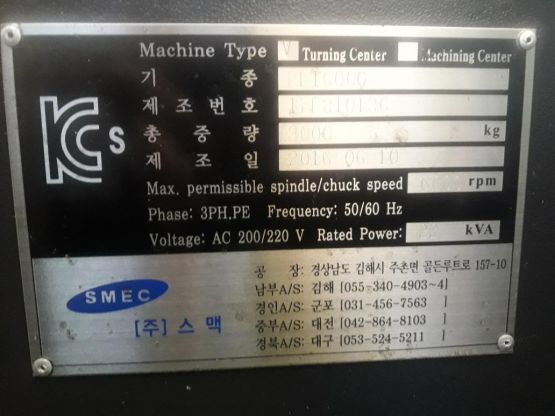 Machine Type V Turning Center Machining Center
기 종
제 조 번 호
총 중 량 kg
제 조 일 2016 06 10
Max. permissible spindle/chuck speed rpm
Phase: 3PH.PE Frequency: 50/60 Hz
Voltage: AC 200/220 V Rated Power: kVA
KCs
공 장: 경상남도 김해시 주촌면 골든루트로 157-10
남부A/S: 김해 [055-340-4903~4]
경인A/S: 군포 [031-456-7563]
중부A/S: 대전 [042-864-8103]
경북A/S: 대구 [053-524-5211]
SMEC
[주] 스 맥